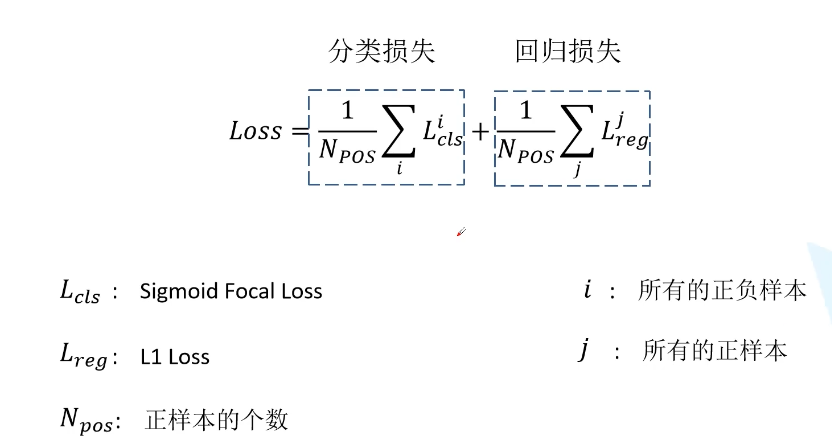 分类损失 回归损失
Loss = \frac{1}{N_{POS}} \sum_{i} L_{cls}^{i} + \frac{1}{N_{POS}} \sum_{j} L_{reg}^{j}
L_{cls} : Sigmoid Focal Loss i : 所有的正负样本
L_{reg} : L1 Loss j : 所有的正样本
N_{pos} : 正样本的个数